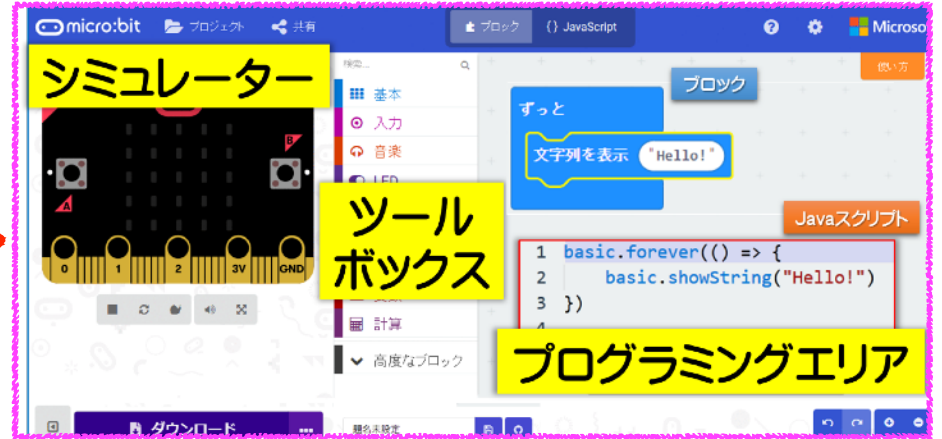 micro:bit プロジェクト 共有 ブロック {} JavaScript ? Microso
シミュレーター
検索...
使い方
基本
入力
音楽
LED
ツール
ボックス
計算
高度なブロック
ブロック
ずっと
文字列を表示 "Hello!"
Javaスクリプト
1 basic.forever(() => {
2 basic.showString("Hello!")
3 })
4
プログラミングエリア
A
B
0 1 2 3V GND
ダウンロード ...
題名未設定